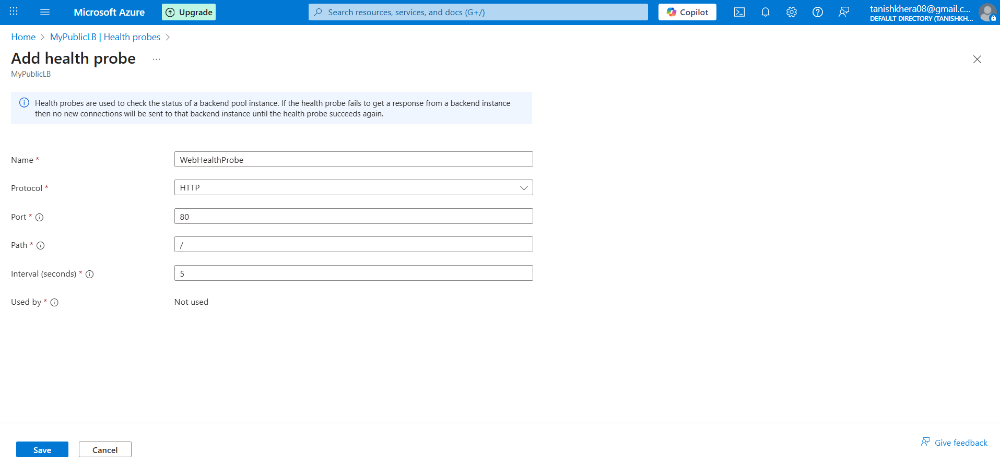 Microsoft Azure
Upgrade
Search resources, services, and docs (G+/)
Copilot
tanishkhera08@gmail.c...
DEFAULT DIRECTORY (TANISHKH...
Home > MyPublicLB | Health probes >
Add health probe ...
MyPublicLB
Health probes are used to check the status of a backend pool instance. If the health probe fails to get a response from a backend instance
then no new connections will be sent to that backend instance until the health probe succeeds again.
Name * WebHealthProbe
Protocol * HTTP
Port * 80
Path * /
Interval (seconds) * 5
Used by * Not used
Save
Cancel
Give feedback